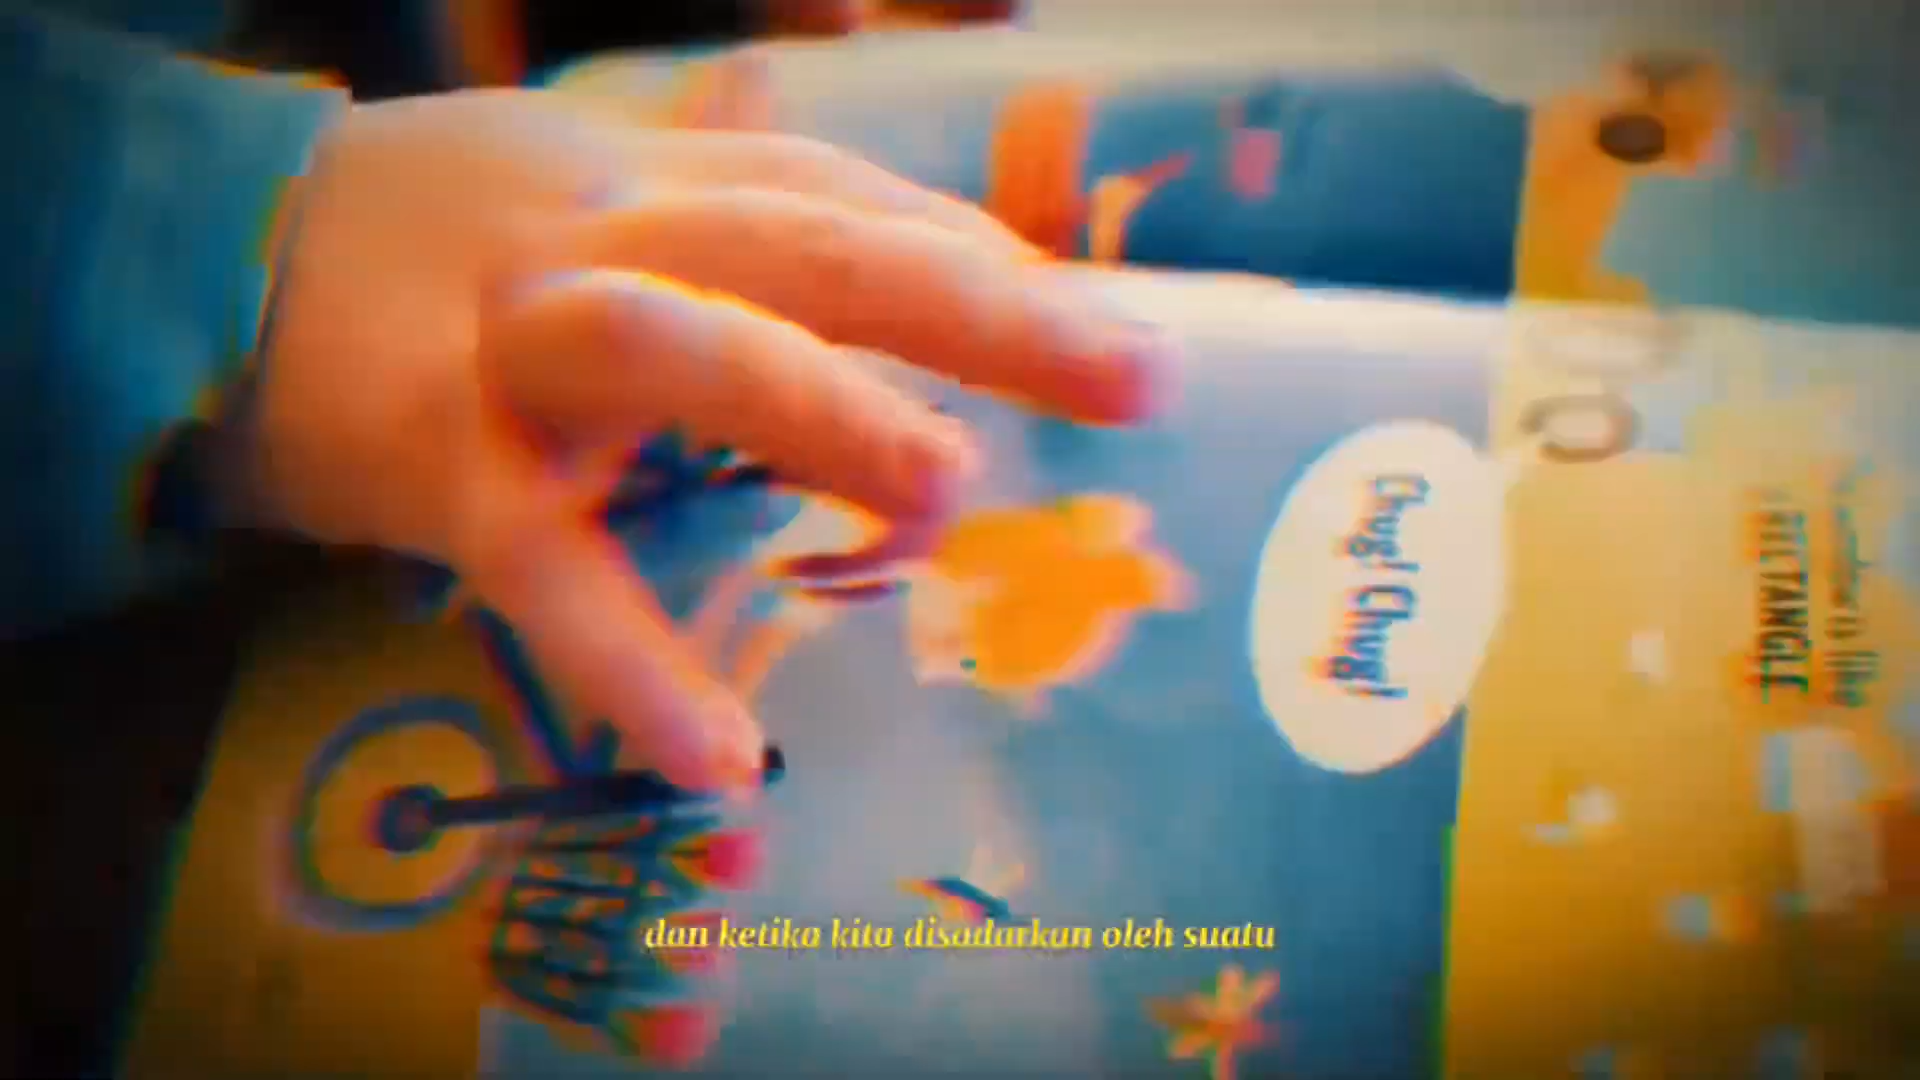 Chug! Chug!
RECTANGLE
dan ketika kita disadarkan oleh suatu